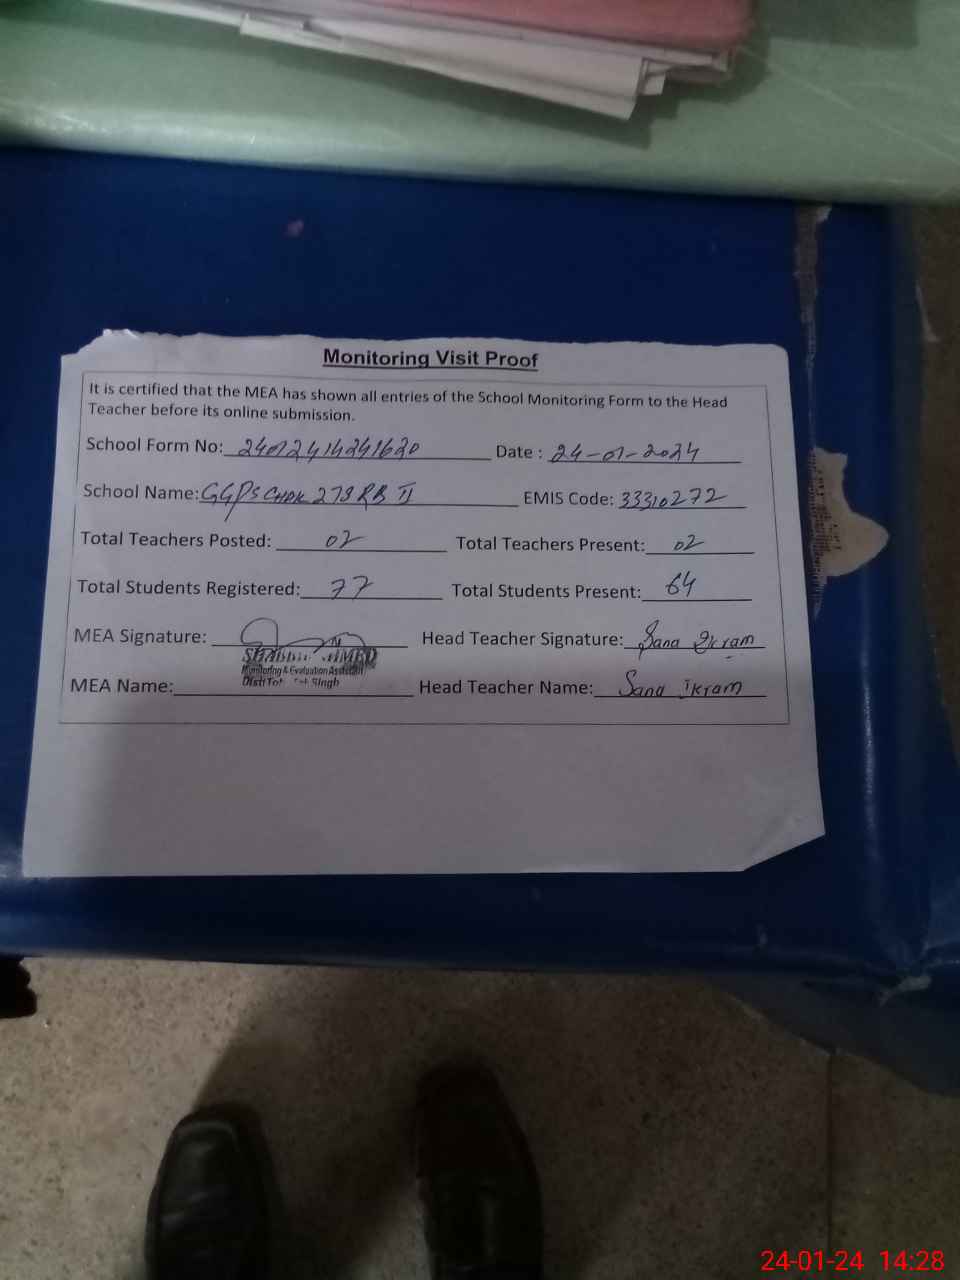 Monitoring Visit Proof
It is certified that the MEA has shown all entries of the School Monitoring Form to the Head
Teacher before its online submission.
School Form No: 24012414241620 Date : 24-01-2024
School Name: GGPS CHAK 279 RB II EMIS Code: 33310272
Total Teachers Posted: 02 Total Teachers Present: 02
Total Students Registered: 77 Total Students Present: 64
MEA Signature: Head Teacher Signature: Sana Ikram
Monitoring & Evaluation Assistant
Singh
MEA Name: Head Teacher Name: Sana Ikram
24-01-24 14:28